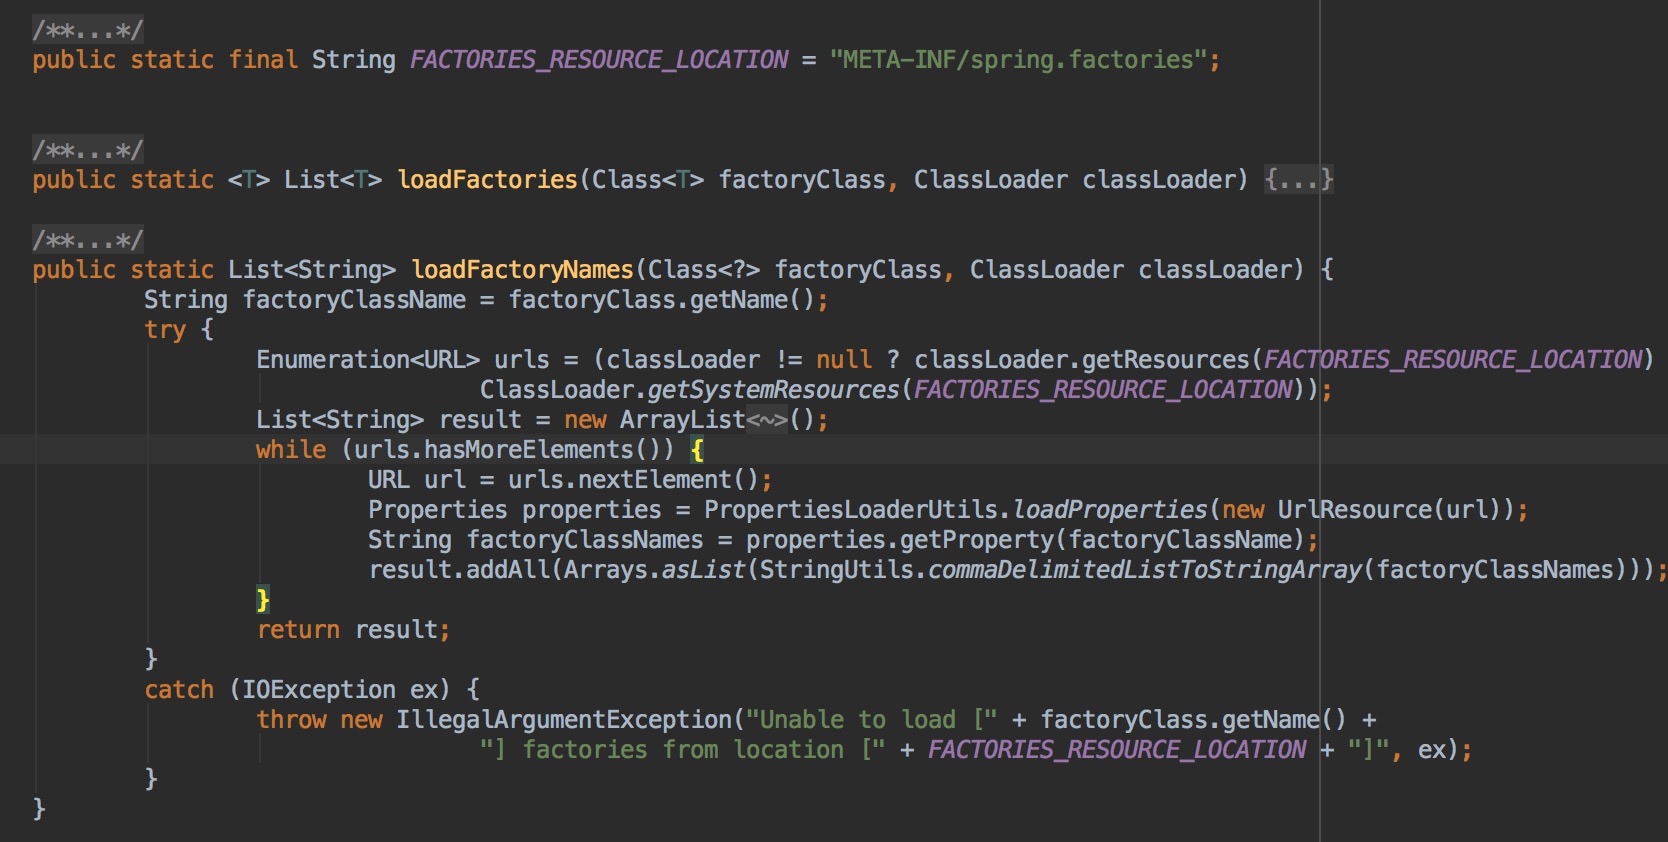 /**...*/
public static final String FACTORIES_RESOURCE_LOCATION = "META-INF/spring.factories";
/**...*/
public static <T> List<T> loadFactories(Class<T> factoryClass, ClassLoader classLoader) {...}
/**...*/
public static List<String> loadFactoryNames(Class<?> factoryClass, ClassLoader classLoader) {
String factoryClassName = factoryClass.getName();
try {
Enumeration<URL> urls = (classLoader != null ? classLoader.getResources(FACTORIES_RESOURCE_LOCATION)
ClassLoader.getSystemResources(FACTORIES_RESOURCE_LOCATION));
List<String> result = new ArrayList<~>();
while (urls.hasMoreElements()) {
URL url = urls.nextElement();
Properties properties = PropertiesLoaderUtils.loadProperties(new UrlResource(url));
String factoryClassNames = properties.getProperty(factoryClassName);
result.addAll(Arrays.asList(StringUtils.commaDelimitedListToStringArray(factoryClassNames)));
}
return result;
}
catch (IOException ex) {
throw new IllegalArgumentException("Unable to load [" + factoryClass.getName() +
"] factories from location [" + FACTORIES_RESOURCE_LOCATION + "]", ex);
}
}